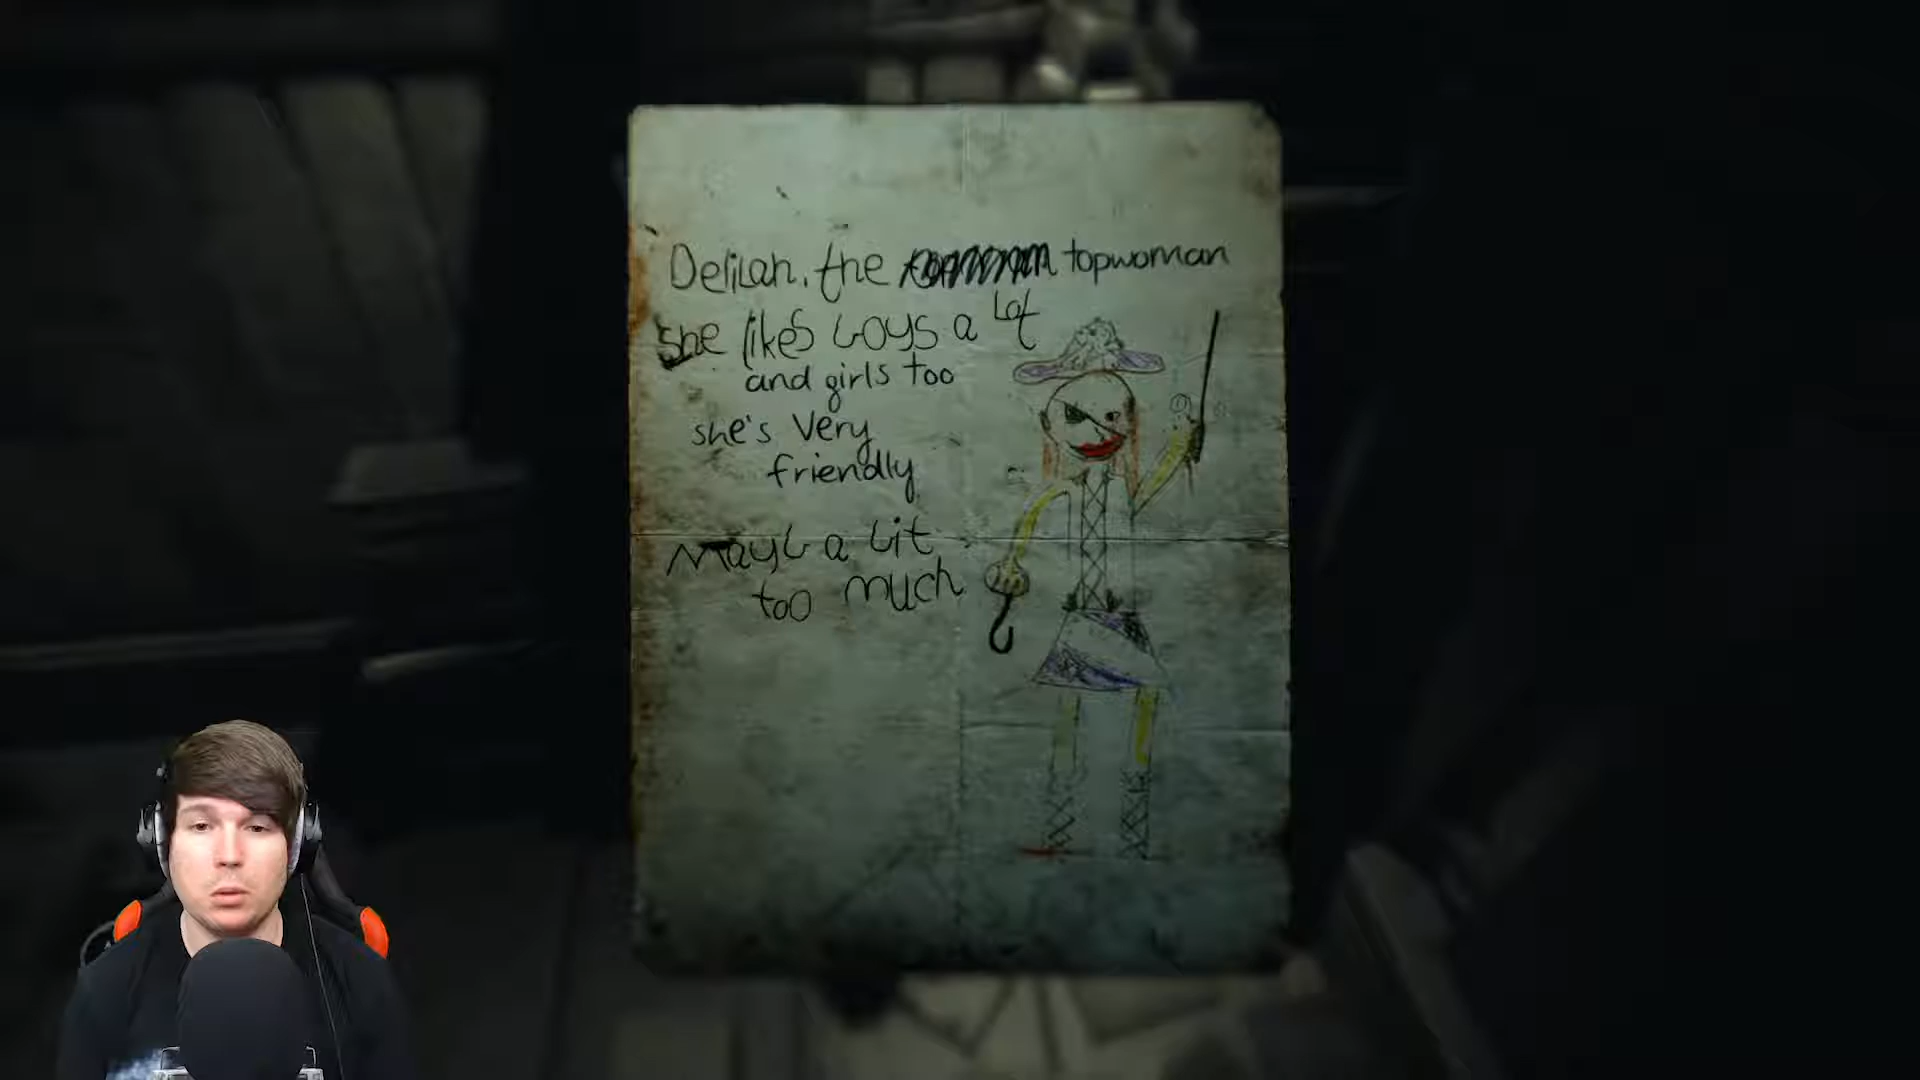 Delilah, the topwoman
she likes boys a Lot
and girls too
she's very
friendly
Mayb a bit
too much